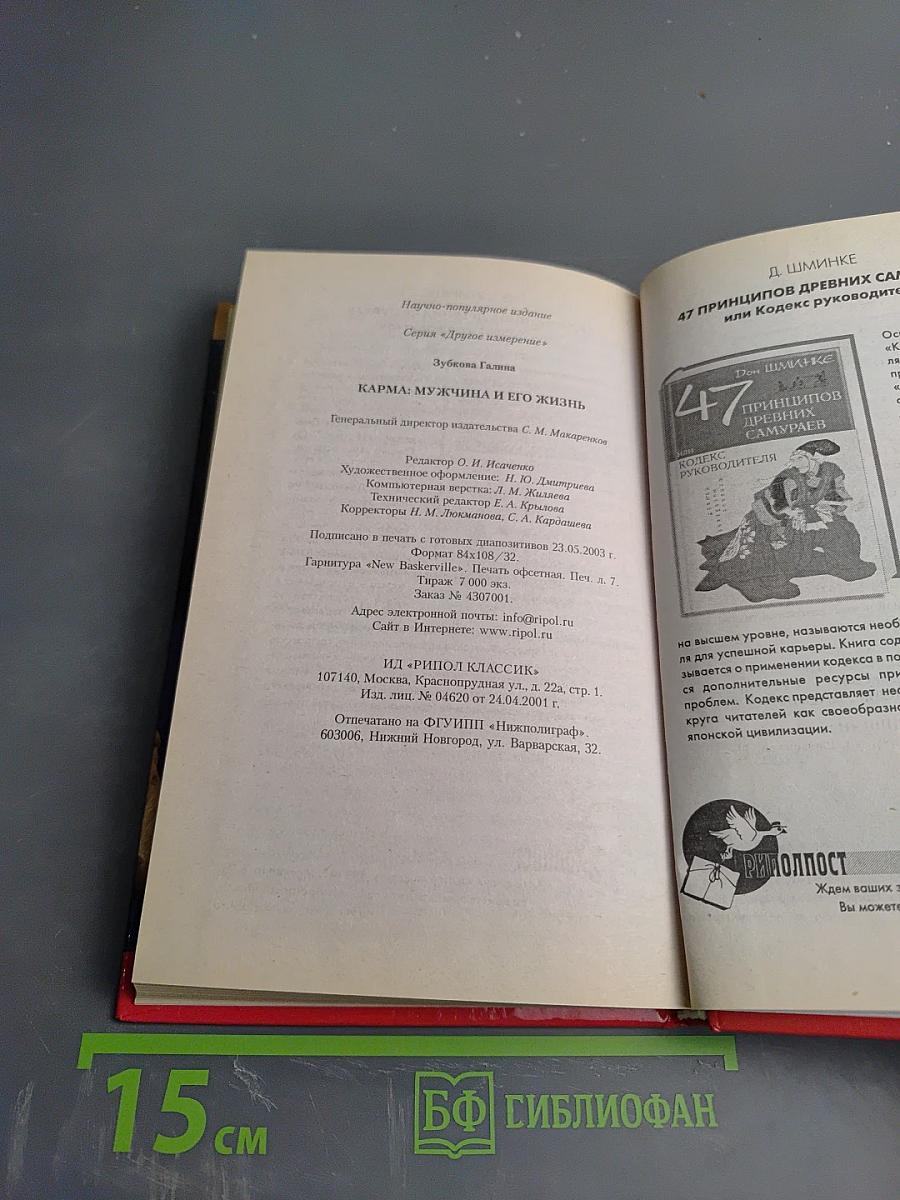 Научно-популярное издание
Серия «Другое измерение»
Зубкова Галина
КАРМА: МУЖЧИНА И ЕГО ЖИЗНЬ
Генеральный директор издательства С. М. Макаренков
Редактор О. И. Исаченко
Художественное оформление: Н. Ю. Дмитриева
Компьютерная верстка: Л. М. Жиляева
Технический редактор Е. А. Крылова
Корректоры Н. М. Люкманова, С. А. Кардашева
Подписано в печать с готовых диапозитивов 23.05.2003 г.
Формат 84х108/32.
Гарнитура «New Baskerville». Печать офсетная. Печ. л. 7.
Тираж 7 000 экз.
Заказ № 4307001.
Адрес электронной почты: info@ripol.ru
Сайт в Интернете: www.ripol.ru
ИД «РИПОЛ КЛАССИК»
107140, Москва, Краснопрудная ул., д. 22а, стр. 1.
Изд. лиц. № 04620 от 24.04.2001 г.
Отпечатано на ФГУИПП «Нижполиграф».
603006, Нижний Новгород, ул. Варварская, 32.
Д. ШМИНКЕ
47 ПРИНЦИПОВ ДРЕВНИХ САМ
или Кодекс руководите
Дон ШМИНКЕ
47 ПРИНЦИПОВ
ДРЕВНИХ
САМУРАЕВ
ИЛИ
КОДЕКС
РУКОВОДИТЕЛЯ
Ос
«К
ля
пр
«
на высшем уровне, называются необ
ля для успешной карьеры. Книга сод
зывается о применении кодекса в по
ся дополнительные ресурсы при
проблем. Кодекс представляет нес
круга читателей как своеобразна
японской цивилизации.
РИПОЛПОСТ
Ждем ваших з
Вы можете
15 см
БФ СИБЛИОФАН